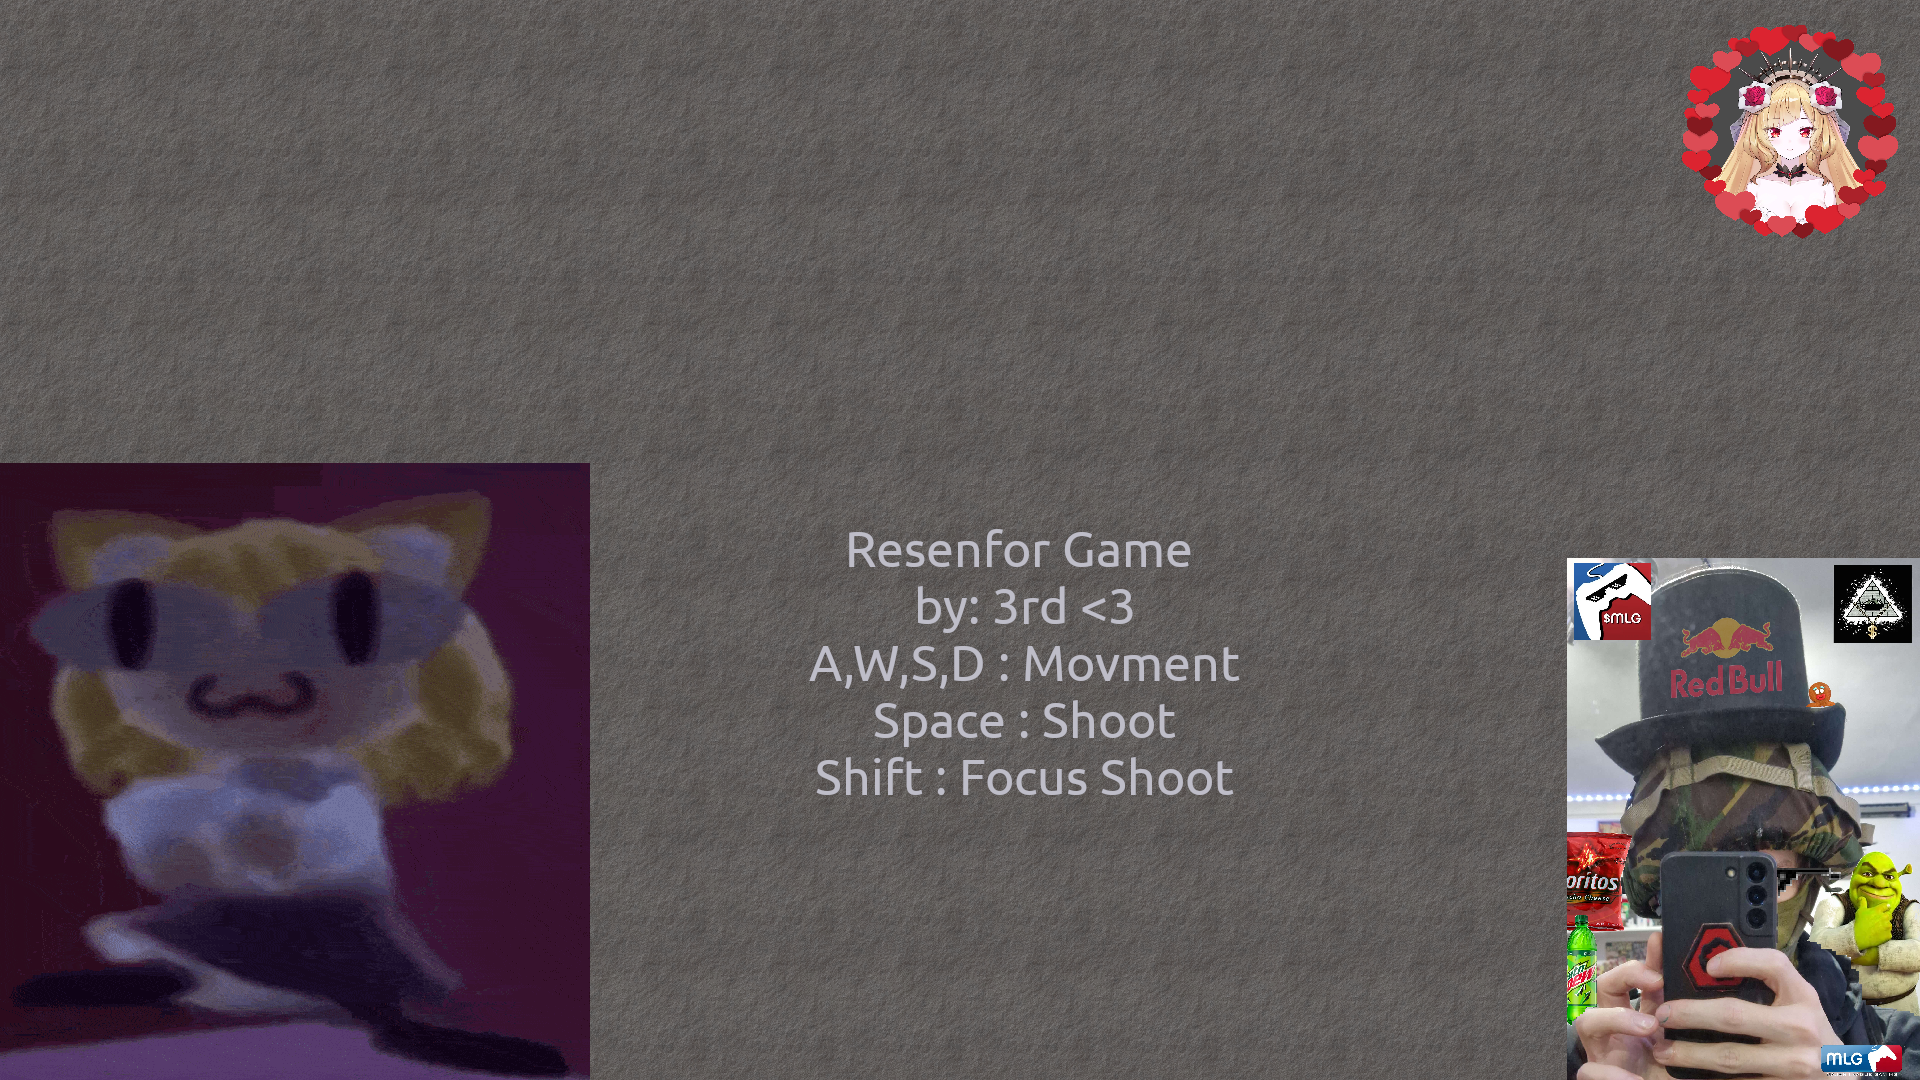 Resenfor Game
by: 3rd <3
A,W,S,D : Movment
Space : Shoot
Shift : Focus Shoot
$MLG
$
Red Bull
oritos
MLG